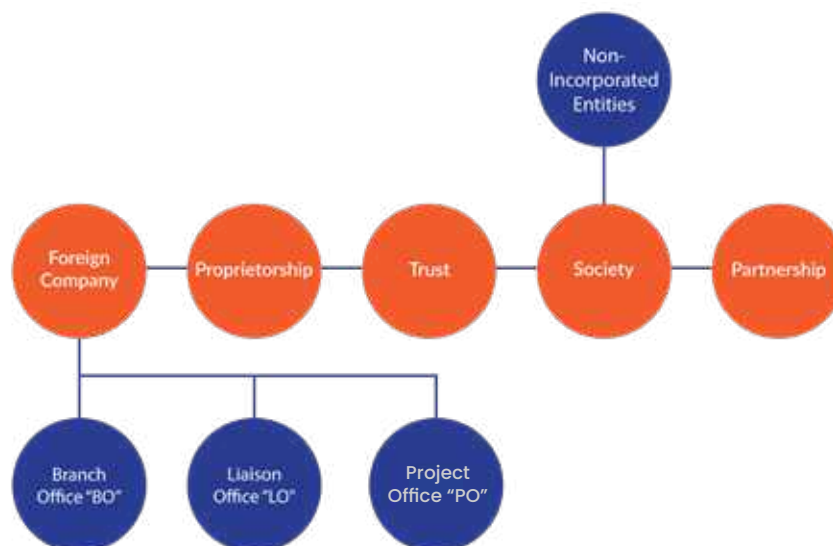 Non-
Incorporated
Entities
Foreign
Company
Proprietorship
Trust
Society
Partnership
Branch
Office "BO"
Liaison
Office "LO"
Project
Office “PO”